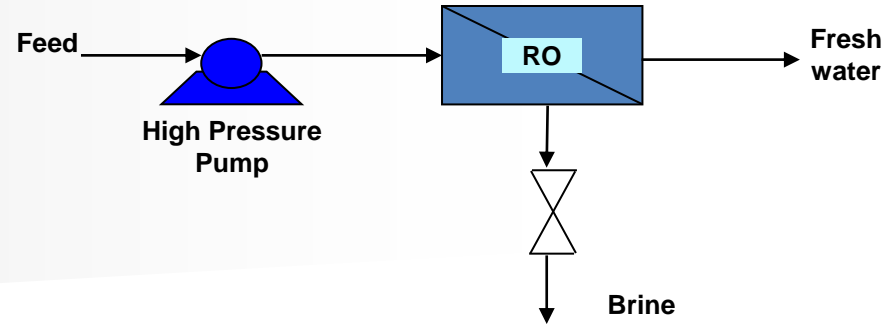 Feed
High Pressure
Pump
RO
Fresh
water
Brine